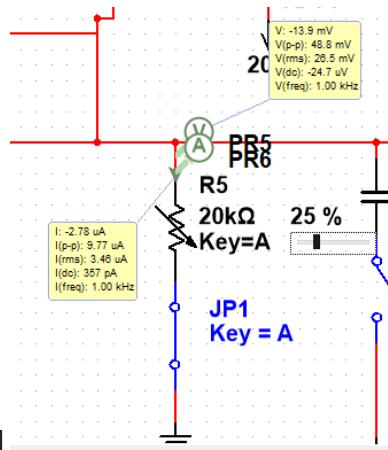 V: -13.9 mV
V(p-p): 48.8 mV
V(rms): 26.5 mV
V(dc): -24.7 uV
V(freq): 1.00 kHz
20
V
A
PR5
PR6
R5
20kΩ
Key=A
25 %
I: -2.78 uA
I(p-p): 9.77 uA
I(rms): 3.46 uA
I(dc): 357 pA
I(freq): 1.00 kHz
JP1
Key = A